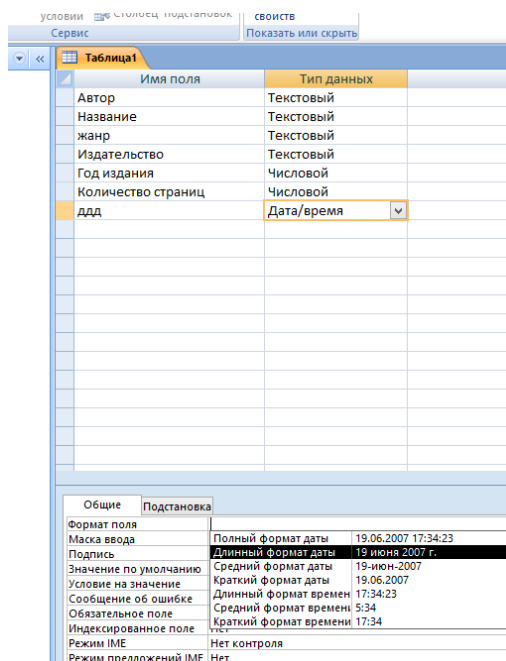 условий Столбец подстановок свойств
Сервис Показать или скрыть
« Таблица1
Имя поля Тип данных
Автор Текстовый
Название Текстовый
жанр Текстовый
Издательство Текстовый
Год издания Числовой
Количество страниц Числовой
ддд Дата/время
Общие Подстановка
Формат поля
Маска ввода Полный формат даты 19.06.2007 17:34:23
Подпись Длинный формат даты 19 июня 2007 г.
Значение по умолчанию Средний формат даты 19-июн-2007
Условие на значение Краткий формат даты 19.06.2007
Сообщение об ошибке Длинный формат времен 17:34:23
Обязательное поле Средний формат времени 5:34
Индексированное поле Краткий формат времени 17:34
Режим IME Нет контроля
Режим предложений IME Нет